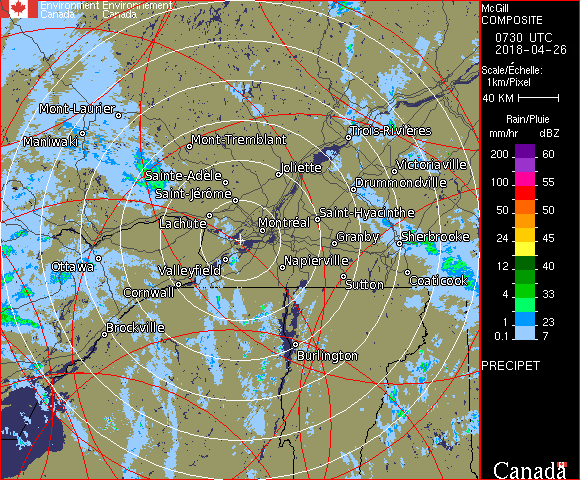 Environment Environnement
Canada Canada
McGill
COMPOSITE
0730 UTC
2018-04-26
Scale/Échelle:
1km/Pixel
40 KM
Rain/Pluie
mm/hr dBZ
200 60
100 55
50 50
24 45
12 40
4 33
1 23
0.1 7
PRECIPET
Canada
Mont-Laurier
Maniwaki
Mont-Tremblant
Trois-Rivières
Sainte-Adèle
Joliette
Victoriaville
Saint-Jérôme
Drummondville
Lachute
Montréal
Saint-Hyacinthe
Granby
Sherbrooke
Ottawa
Valleyfield
Napierville
Cornwall
Sutton
Coaticook
Brockville
Burlington